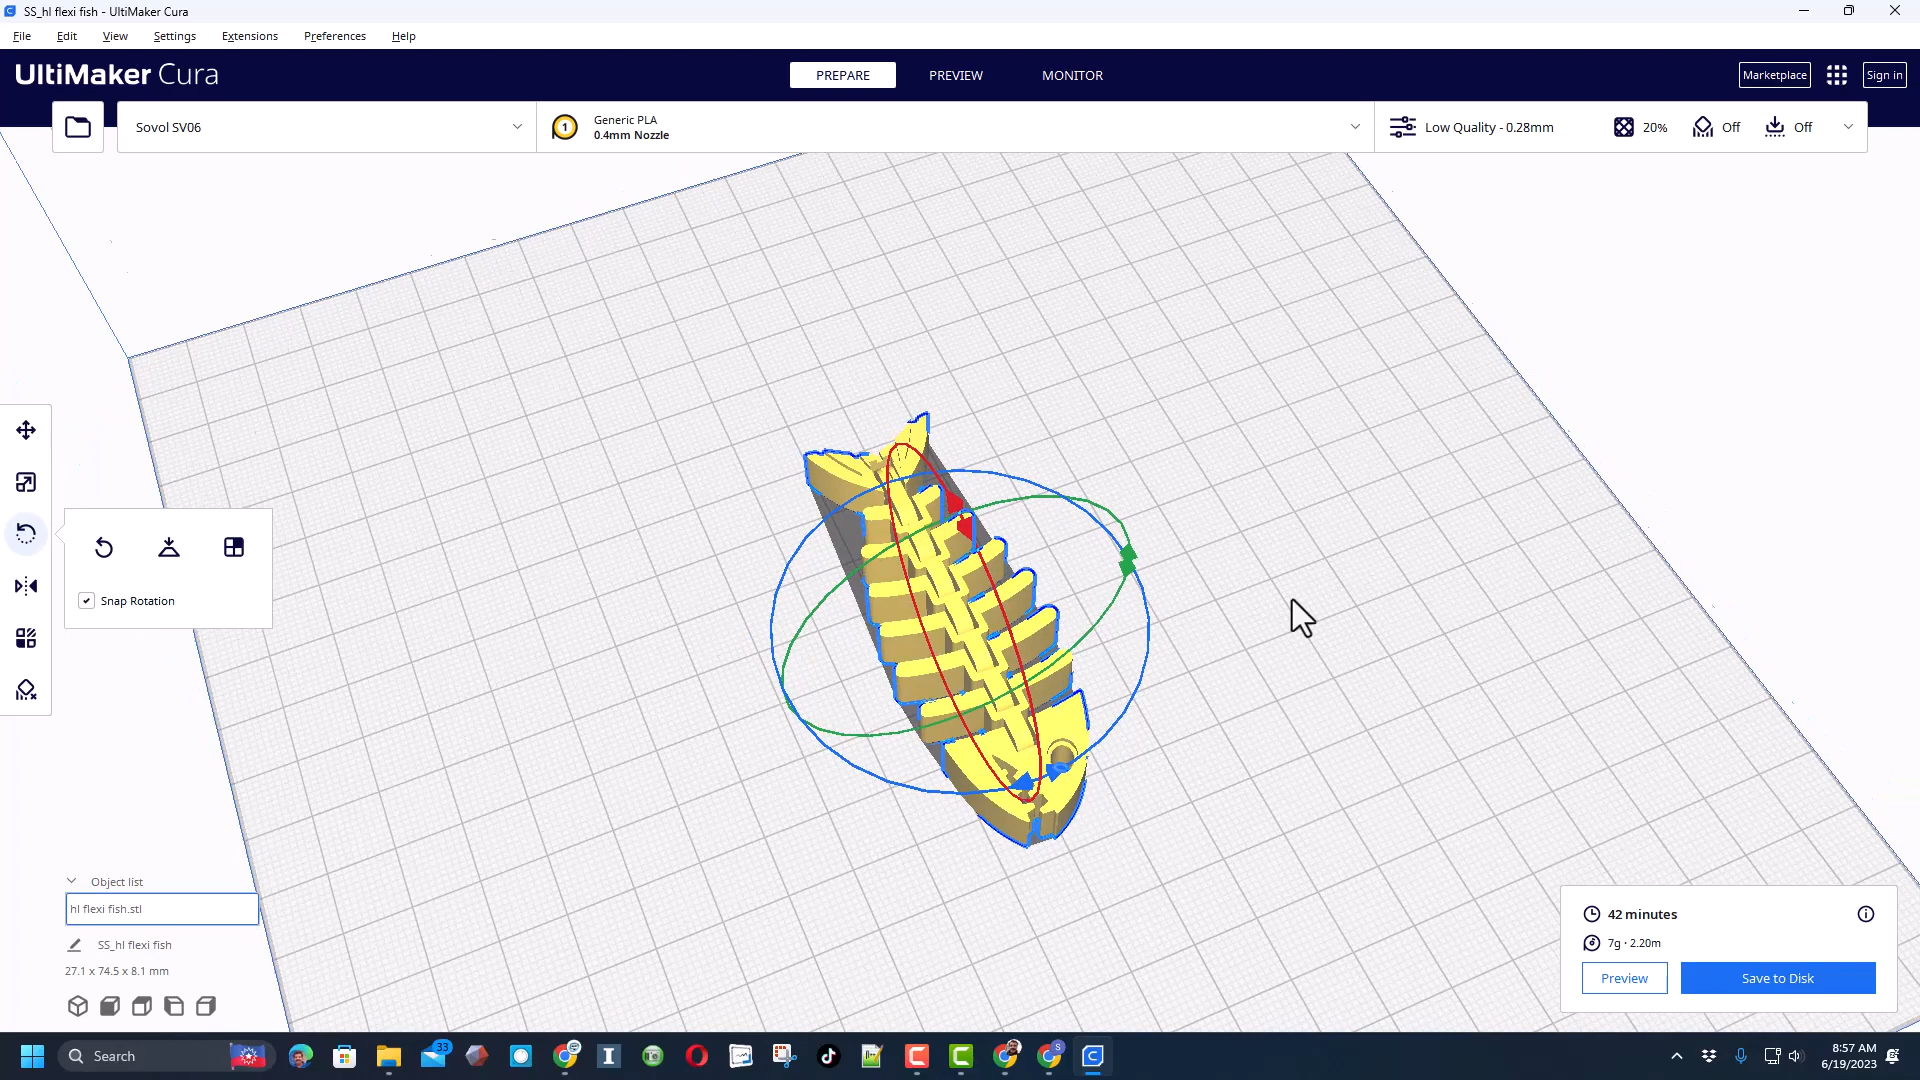 SS_hl flexi fish - UltiMaker Cura
File Edit View Settings Extensions Preferences Help
UltiMaker Cura
PREPARE PREVIEW MONITOR
Marketplace Sign in
Sovol SV06
1
Generic PLA
0.4mm Nozzle
Low Quality - 0.28mm 20% Off Off
Snap Rotation
Object list
hl flexi fish.stl
SS_hl flexi fish
27.1 x 74.5 x 8.1 mm
42 minutes
7g · 2.20m
Preview Save to Disk
Search
33
S
8:57 AM
6/19/2023